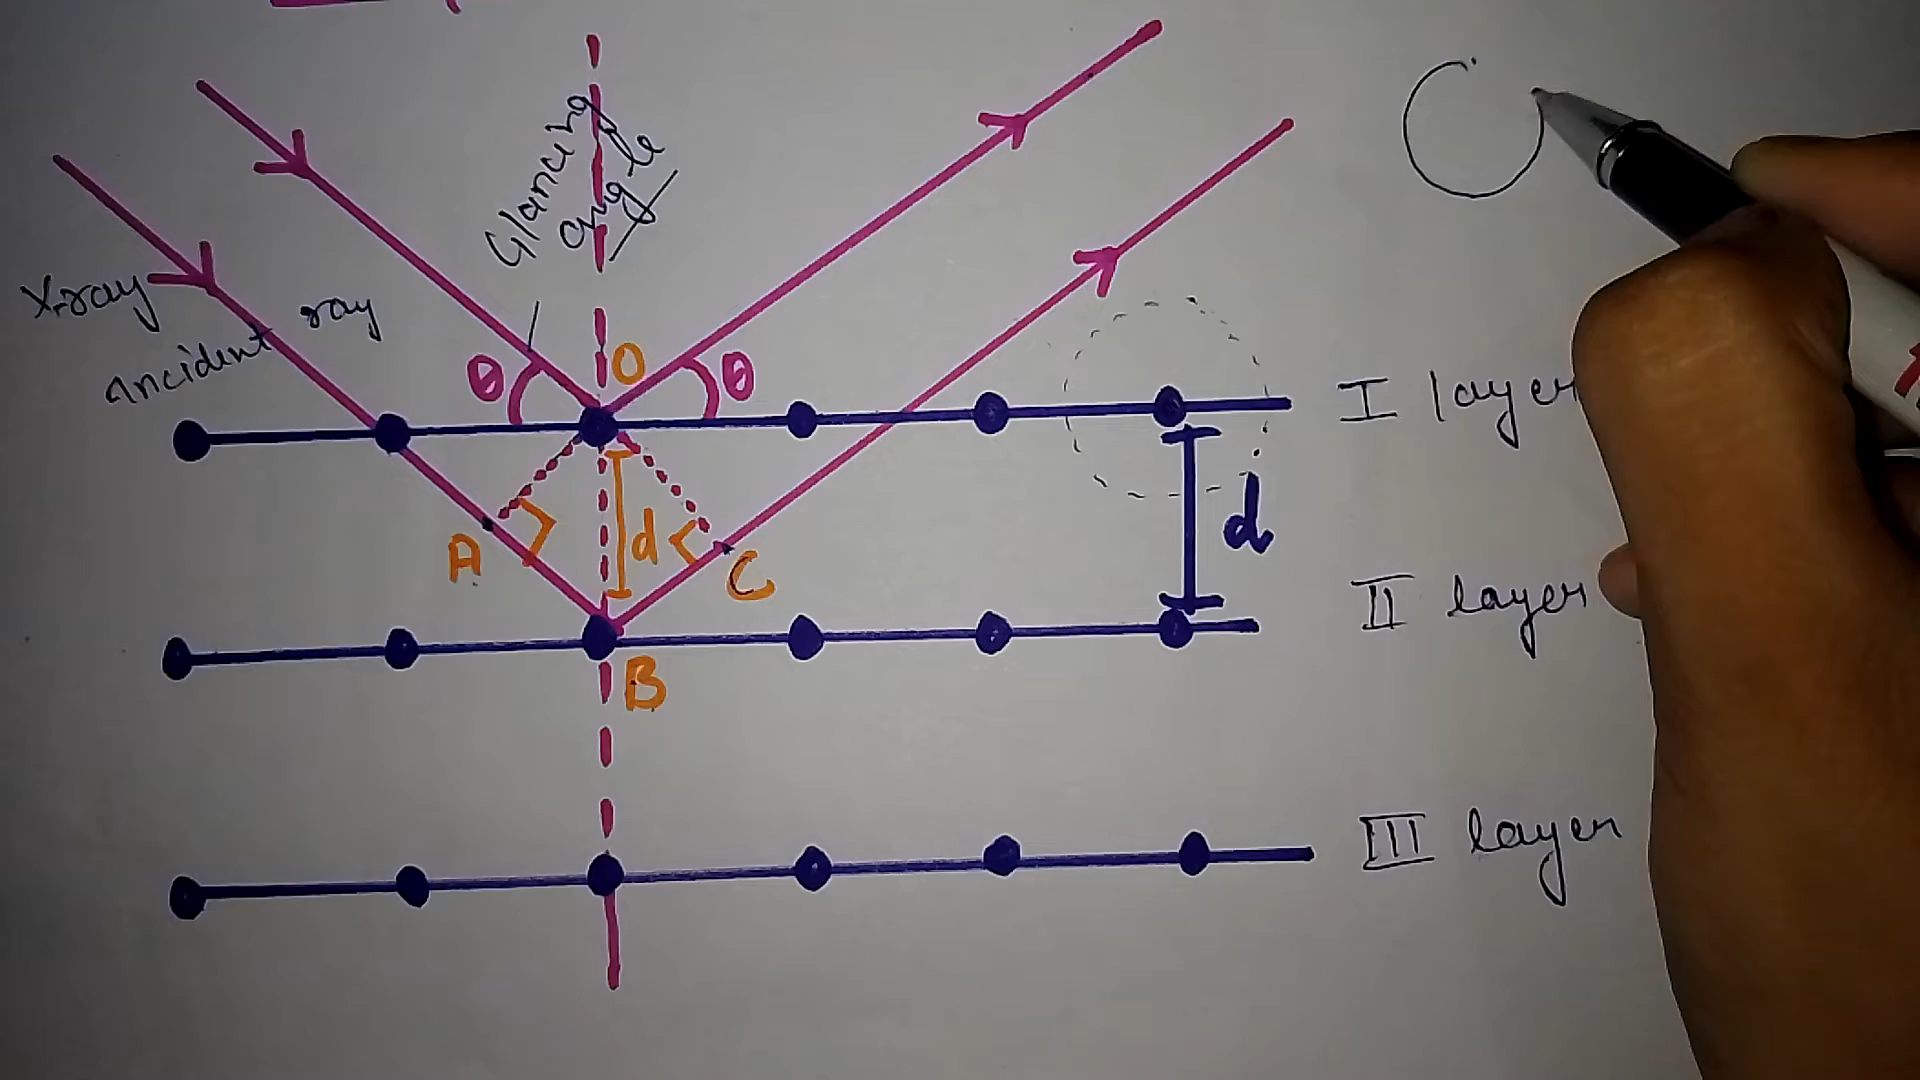 Glancing
angle
X-ray
incident ray
θ
O
θ
I layer
A
d
C
d
II layer
B
III layer